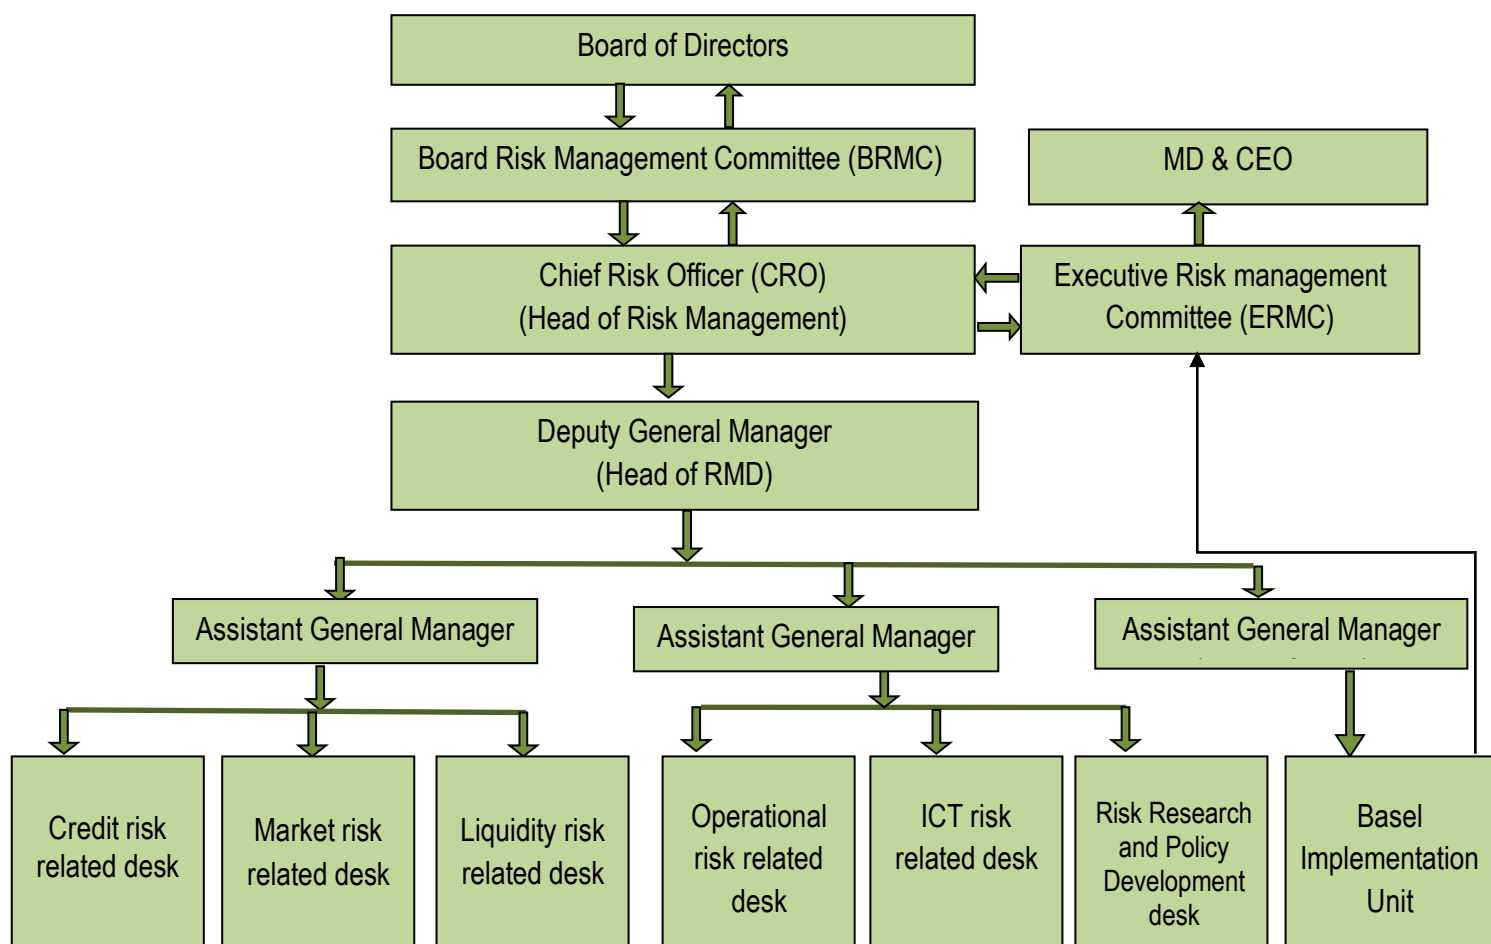 Board of Directors
Board Risk Management Committee (BRMC)
MD & CEO
Chief Risk Officer (CRO)
(Head of Risk Management)
Executive Risk management
Committee (ERMC)
Deputy General Manager
(Head of RMD)
Assistant General Manager
Assistant General Manager
Assistant General Manager
Credit risk
related desk
Market risk
related desk
Liquidity risk
related desk
Operational
risk related
desk
ICT risk
related desk
Risk Research
and Policy
Development
desk
Basel
Implementation
Unit